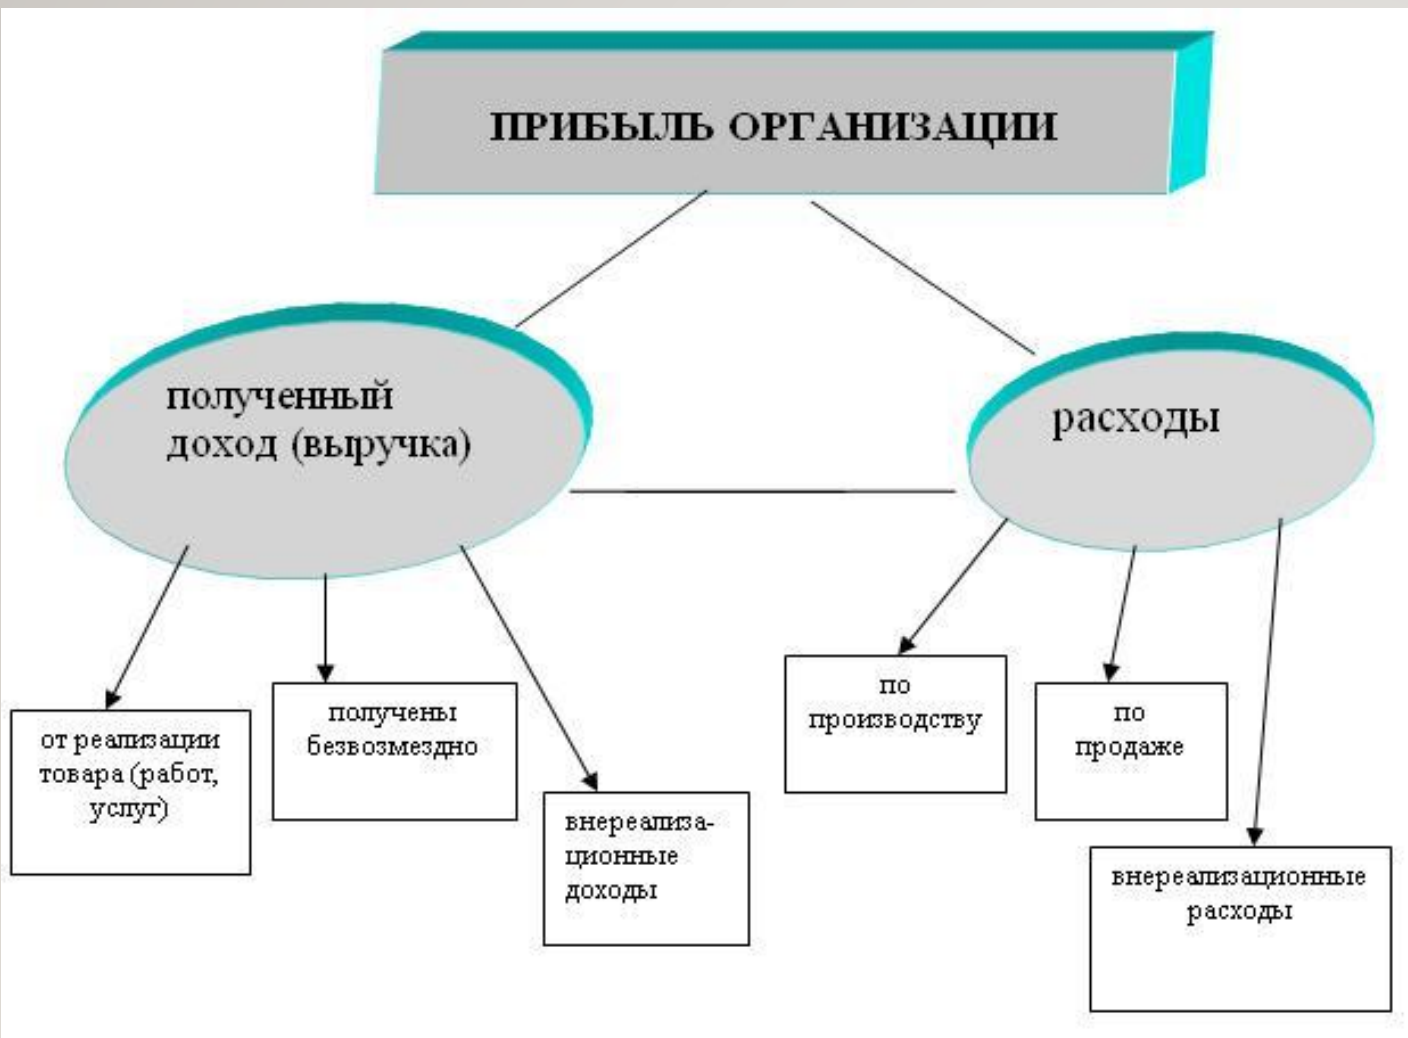 ПРИБЫЛЬ ОРГАНИЗАЦИИ
полученный
доход (выручка)
расходы
от реализации
товара (работ,
услуг)
получены
безвозмездно
внереализа-
ционные
доходы
по
производству
по
продаже
внереализационные
расходы